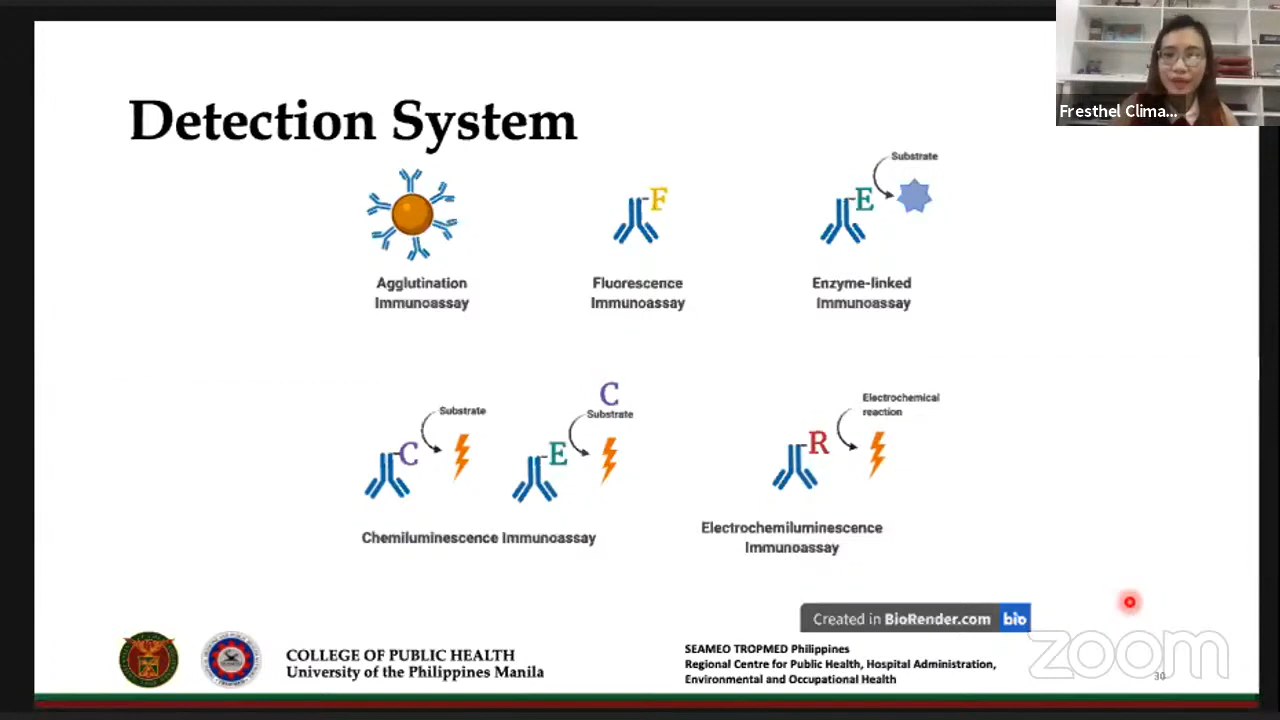 Fresthel Clima...
Detection System
Substrate
F
E
Agglutination
Immunoassay
Fluorescence
Immunoassay
Enzyme-linked
Immunoassay
C
Substrate
Substrate
Electrochemical
reaction
C
E
R
Chemiluminescence Immunoassay
Electrochemiluminescence
Immunoassay
Created in BioRender.com bio
COLLEGE OF PUBLIC HEALTH
University of the Philippines Manila
SEAMEO TROPMED Philippines
Regional Centre for Public Health, Hospital Administration,
Environmental and Occupational Health
zoom
30